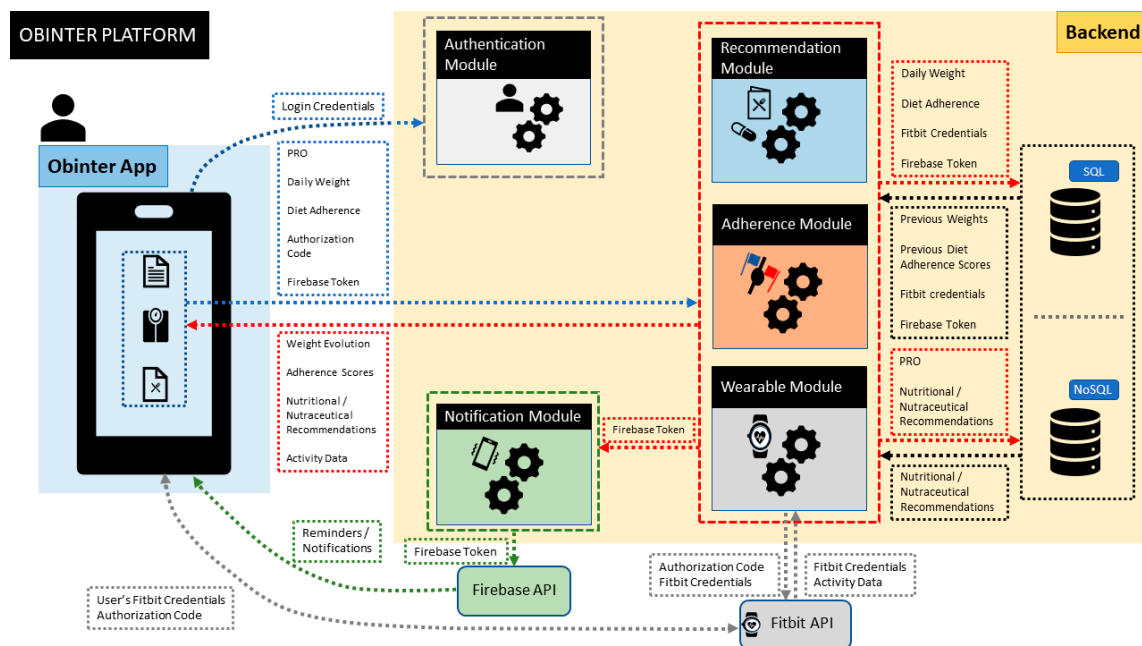 OBINTER PLATFORM
Backend
Authentication
Module
Recommendation
Module
Login Credentials
Obinter App
PRO
Daily Weight
Diet Adherence
Authorization
Code
Firebase Token
Daily Weight
Diet Adherence
Fitbit Credentials
Firebase Token
SQL
Adherence Module
Previous Weights
Previous Diet
Adherence Scores
Fitbit credentials
Firebase Token
Weight Evolution
Adherence Scores
Nutritional /
Nutraceutical
Recommendations
Activity Data
Notification Module
Firebase Token
Wearable Module
PRO
Nutritional /
Nutraceutical
Recommendations
NoSQL
Nutritional /
Nutraceutical
Recommendations
Reminders /
Notifications
Firebase Token
Firebase API
Authorization Code
Fitbit Credentials
Fitbit Credentials
Activity Data
User's Fitbit Credentials
Authorization Code
Fitbit API